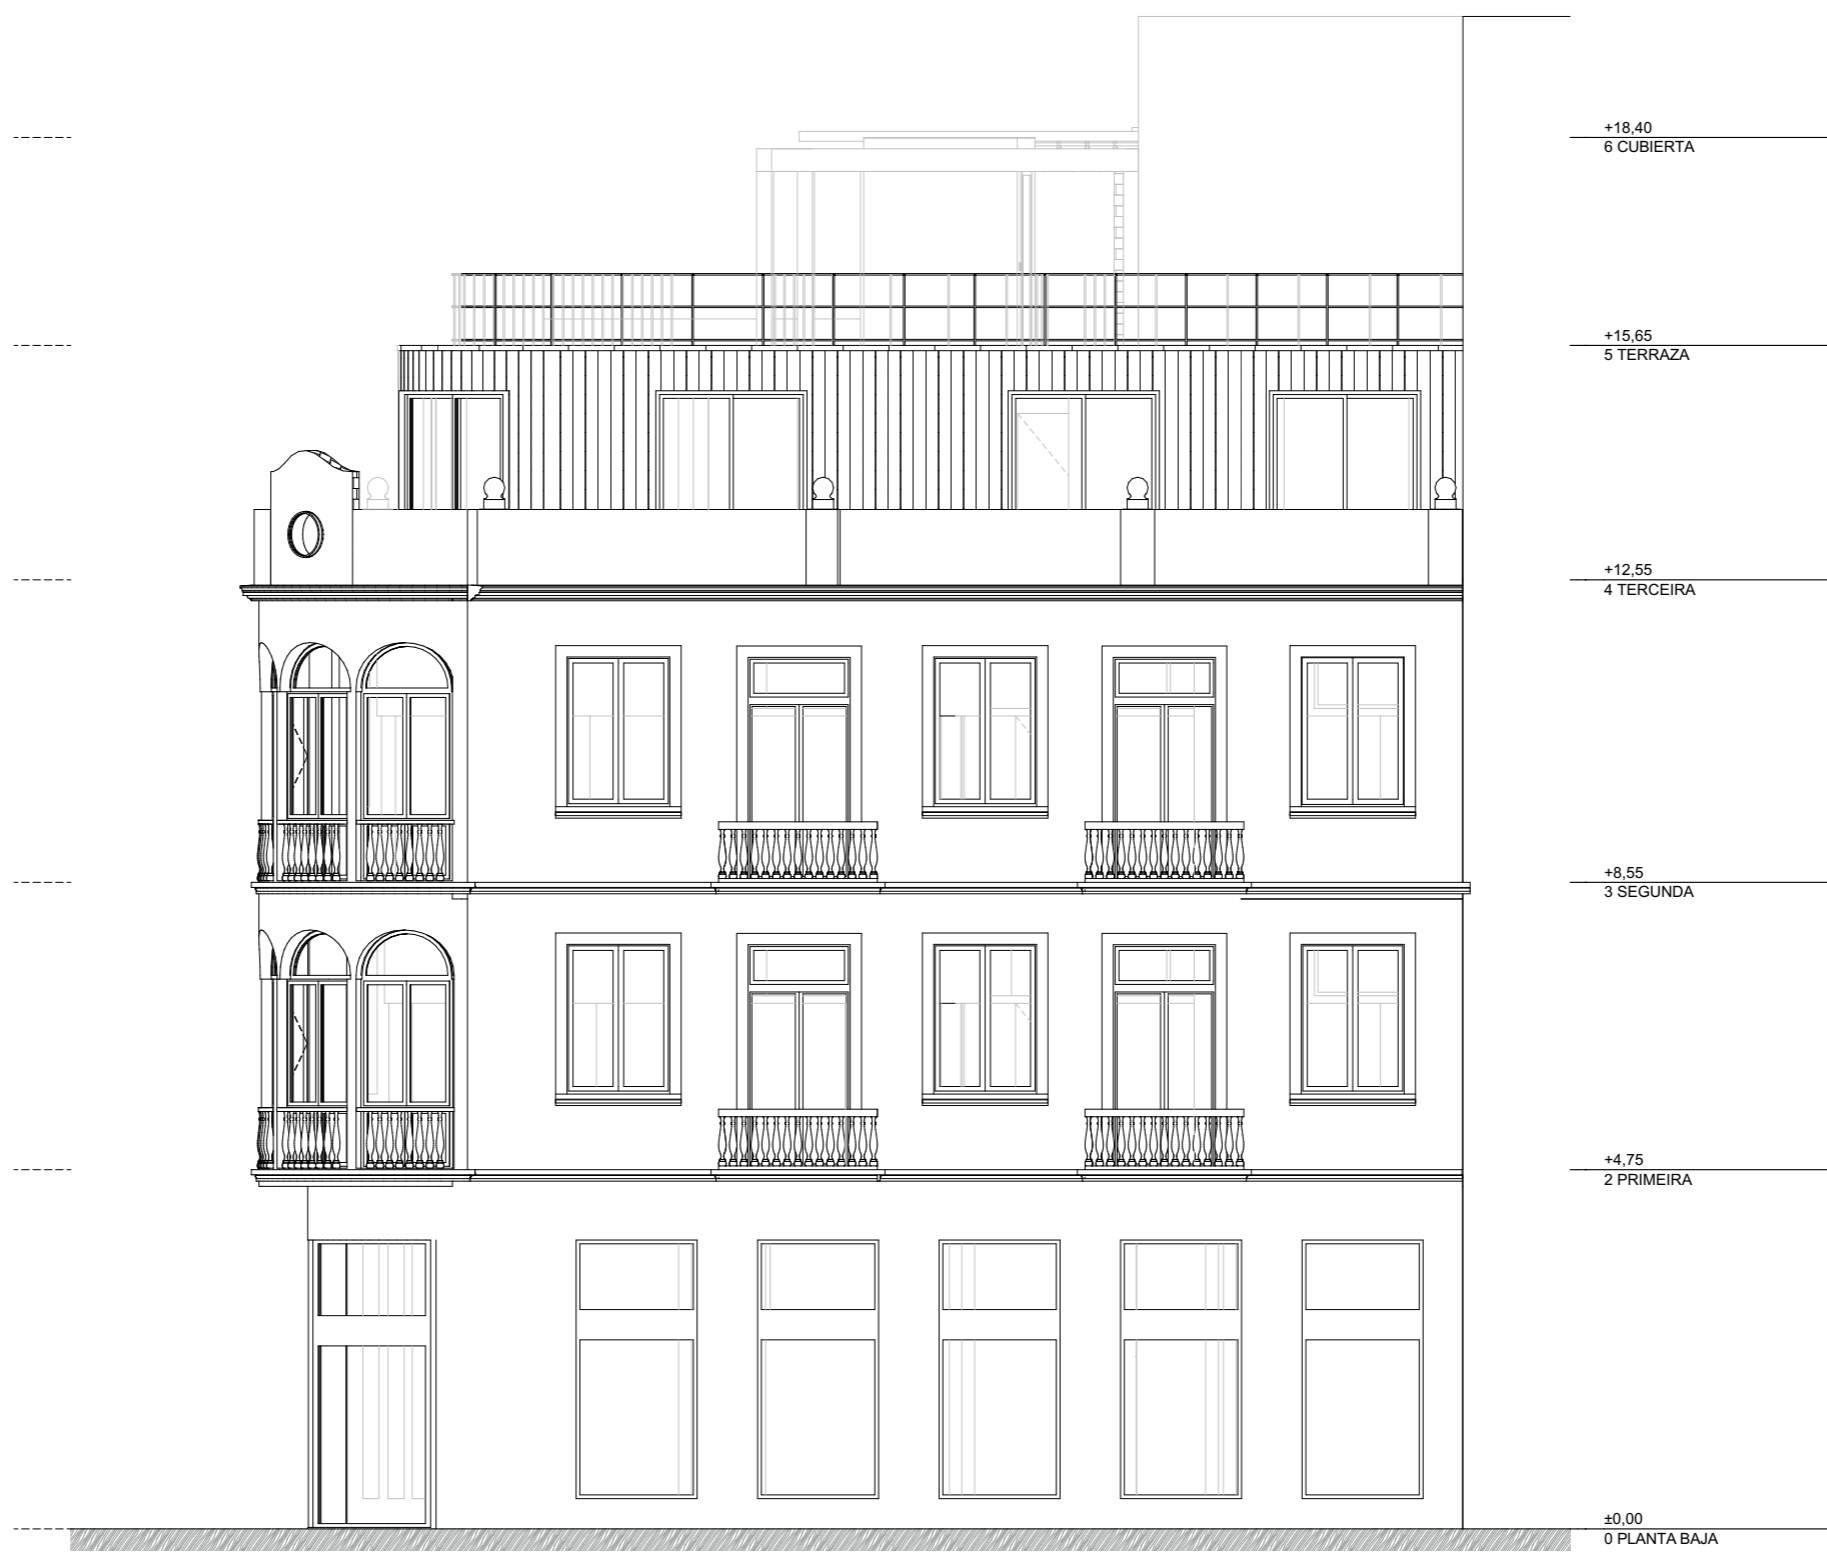 +18,40
6 CUBIERTA
+15,65
5 TERRAZA
+12,55
4 TERCEIRA
+8,55
3 SEGUNDA
+4,75
2 PRIMEIRA
±0,00
0 PLANTA BAJA